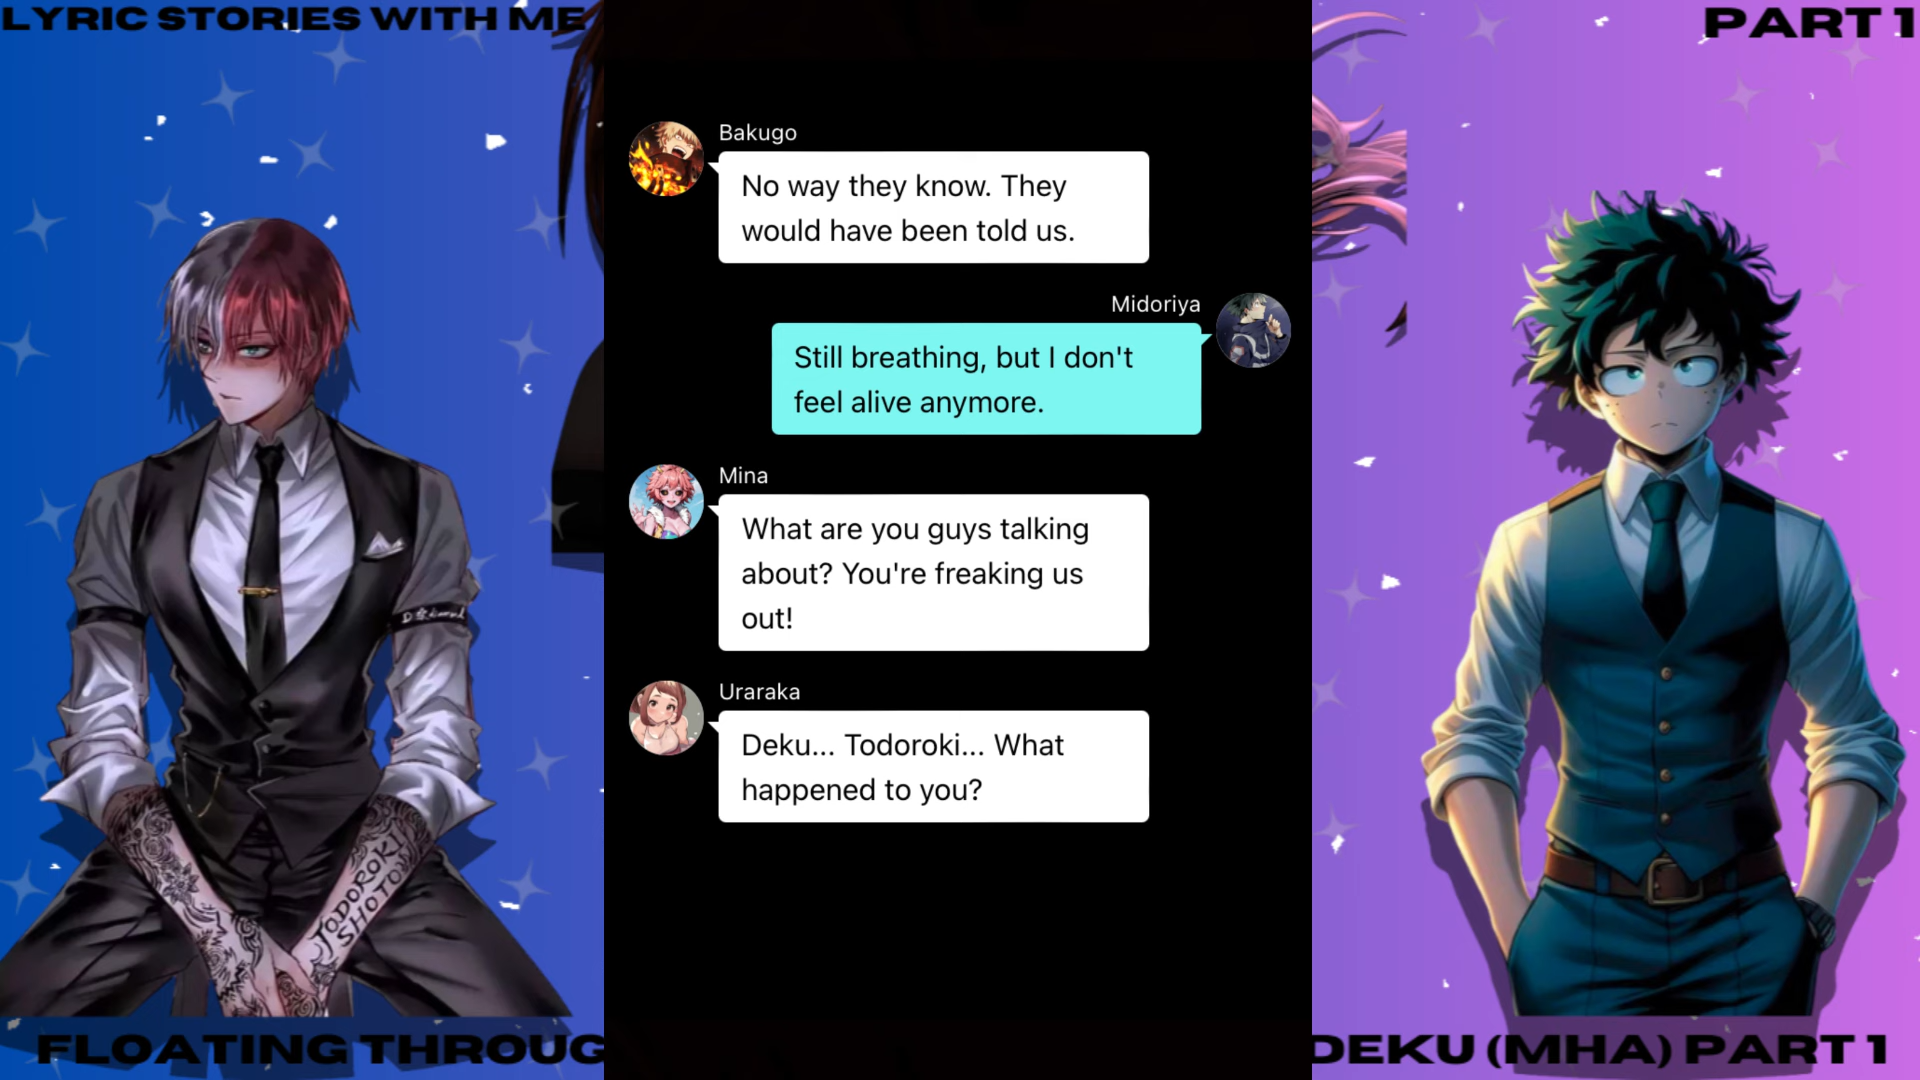 LYRIC STORIES WITH ME
PART 1
Bakugo
No way they know. They
would have been told us.
Midoriya
Still breathing, but I don't
feel alive anymore.
Mina
What are you guys talking
about? You're freaking us
out!
Uraraka
Deku... Todoroki... What
happened to you?
TODOROKI
SHOTO
FLOATING THROUG
DEKU (MHA) PART 1